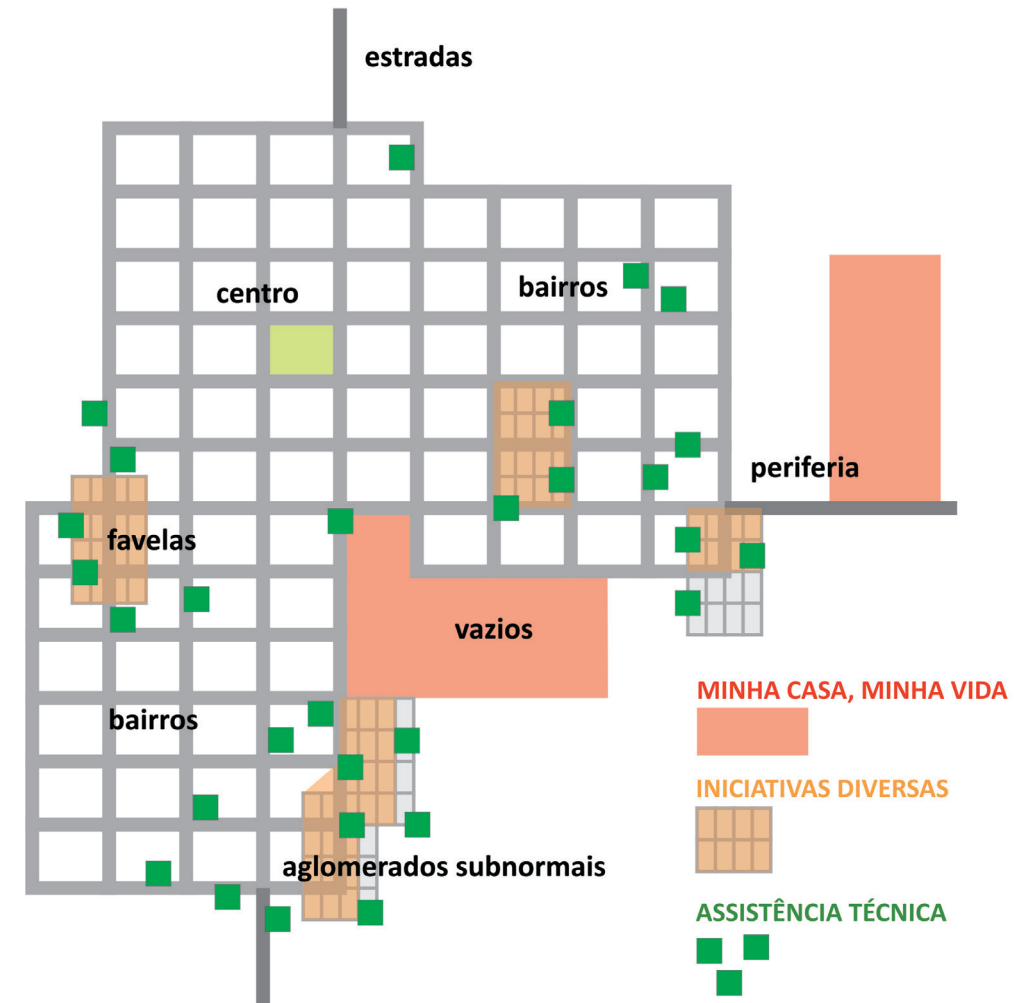 estradas
centro
bairros
periferia
favelas
vazios
bairros
aglomerados subnormais
MINHA CASA, MINHA VIDA
INICIATIVAS DIVERSAS
ASSISTÊNCIA TÉCNICA